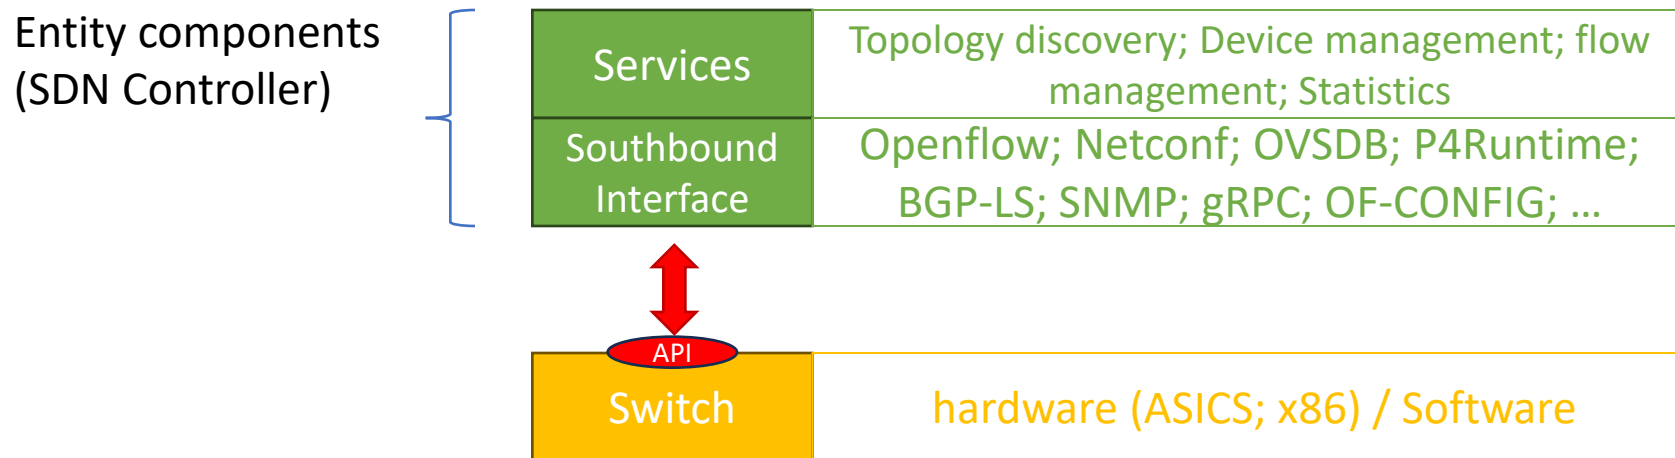 Entity components
(SDN Controller)
Services
Topology discovery; Device management; flow
management; Statistics
Southbound
Interface
Openflow; Netconf; OVSDB; P4Runtime;
BGP-LS; SNMP; gRPC; OF-CONFIG; ...
API
Switch
hardware (ASICS; x86) / Software